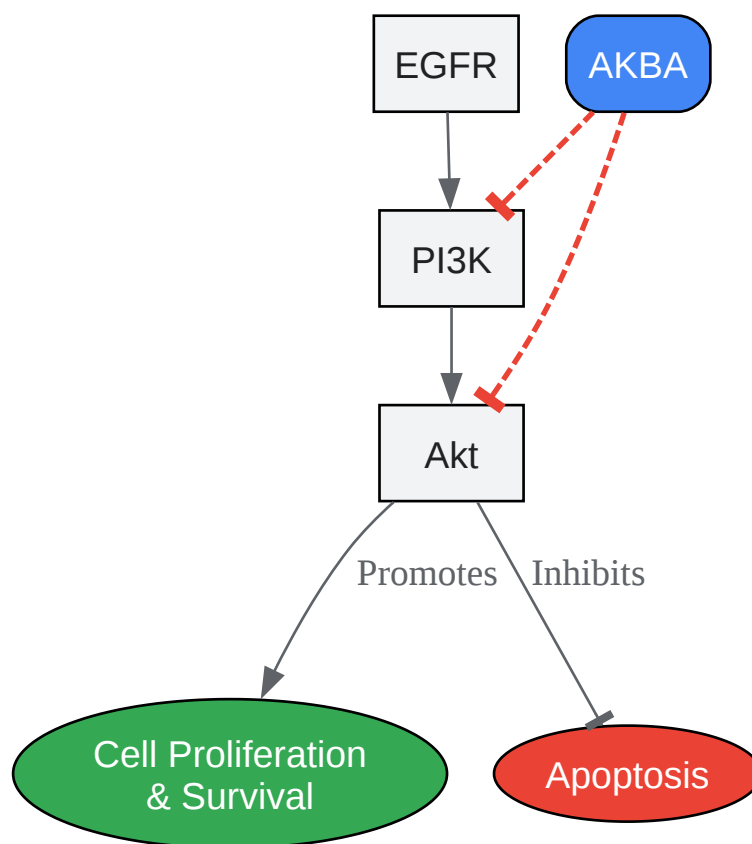 EGFR
AKBA
PI3K
Akt
Promotes
Inhibits
Cell Proliferation
& Survival
Apoptosis